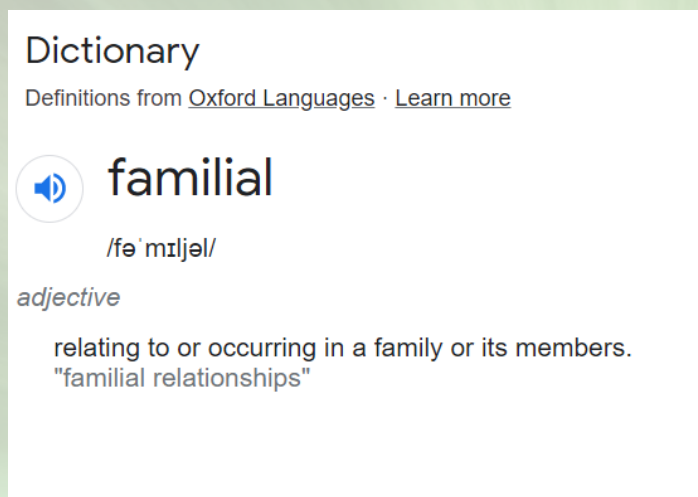 Dictionary
Definitions from Oxford Languages · Learn more
familial
/fəˈmɪljəl/
adjective
relating to or occurring in a family or its members.
"familial relationships"